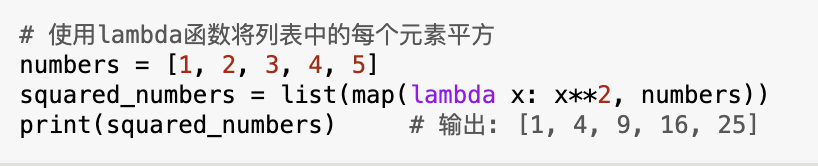 # 使用lambda函数将列表中的每个元素平方
numbers = [1, 2, 3, 4, 5]
squared_numbers = list(map(lambda x: x**2, numbers))
print(squared_numbers)     # 输出: [1, 4, 9, 16, 25]